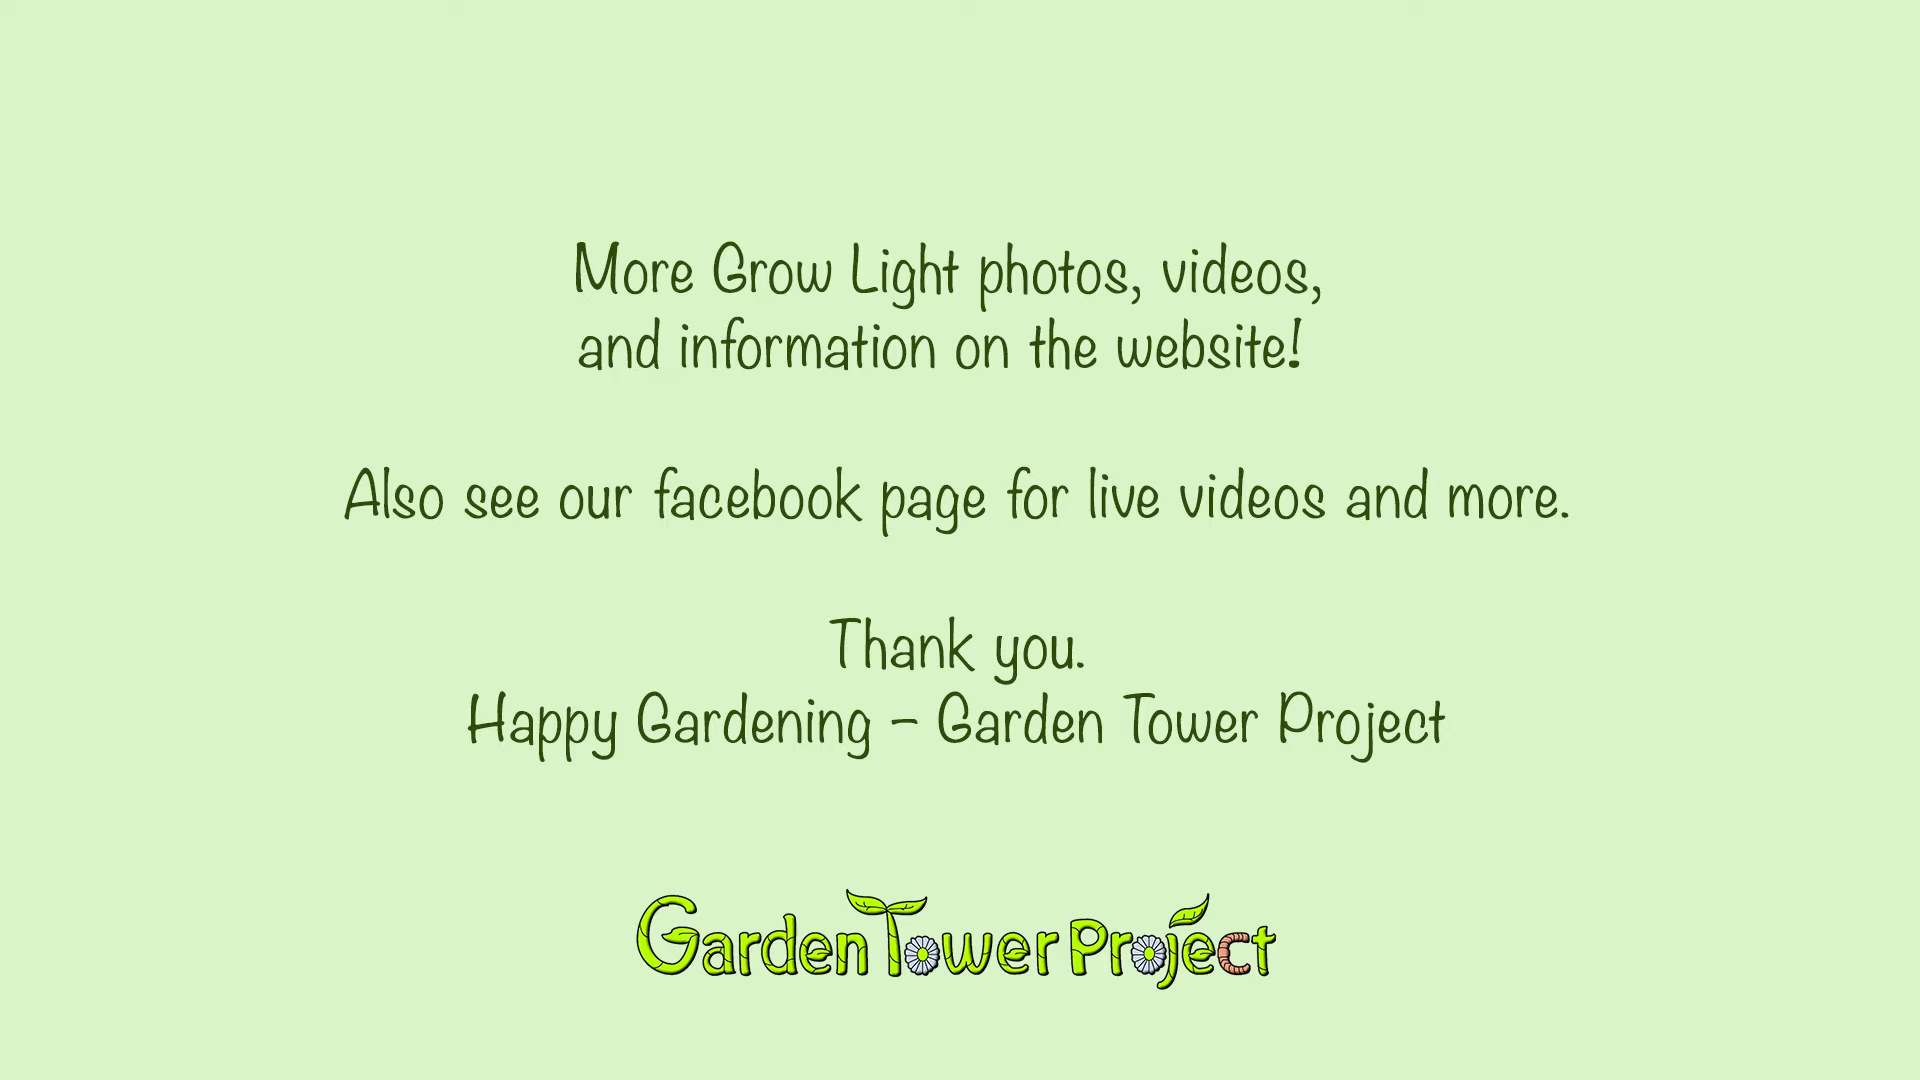 More Grow Light photos, videos,
and information on the website!
Also see our facebook page for live videos and more.
Thank you.
Happy Gardening – Garden Tower Project
Garden Tower Project